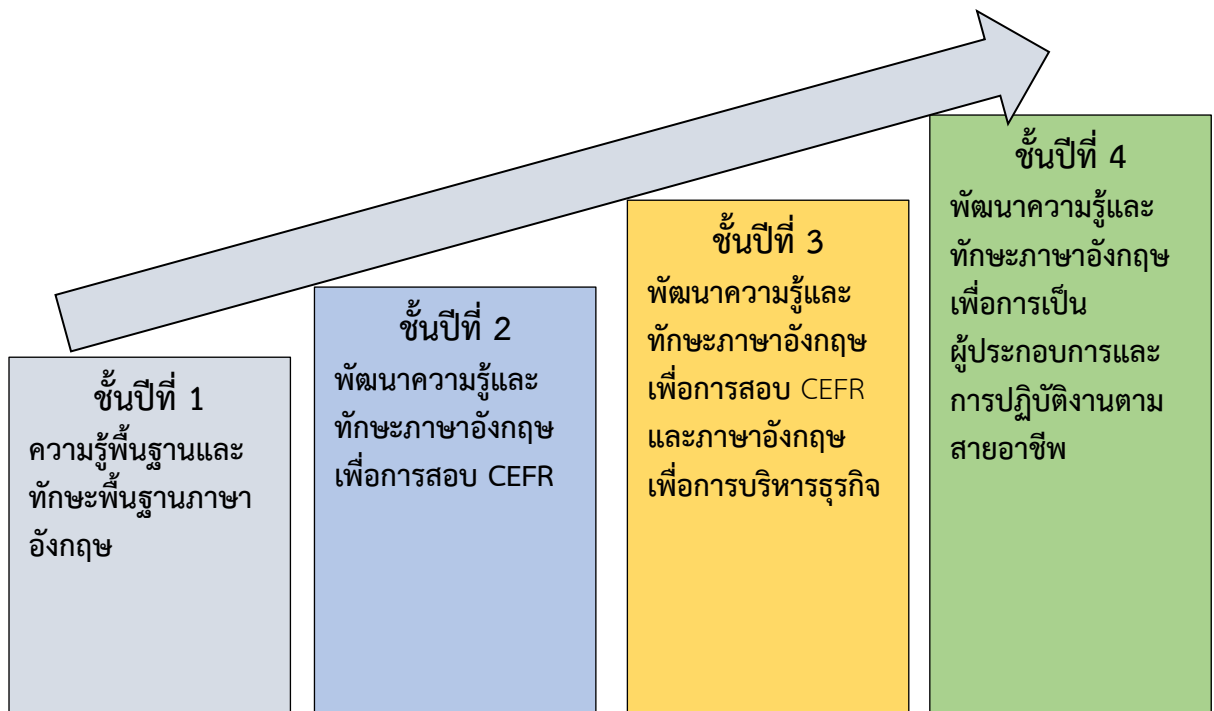 ชั้นปีที่ 1
ความรู้พื้นฐานและ
ทักษะพื้นฐานภาษา
อังกฤษ
ชั้นปีที่ 2
พัฒนาความรู้และ
ทักษะภาษาอังกฤษ
เพื่อการสอบ CEFR
ชั้นปีที่ 3
พัฒนาความรู้และ
ทักษะภาษาอังกฤษ
เพื่อการสอบ CEFR
และภาษาอังกฤษ
เพื่อการบริหารธุรกิจ
ชั้นปีที่ 4
พัฒนาความรู้และ
ทักษะภาษาอังกฤษ
เพื่อการเป็น
ผู้ประกอบการและ
การปฏิบัติงานตาม
สายอาชีพ